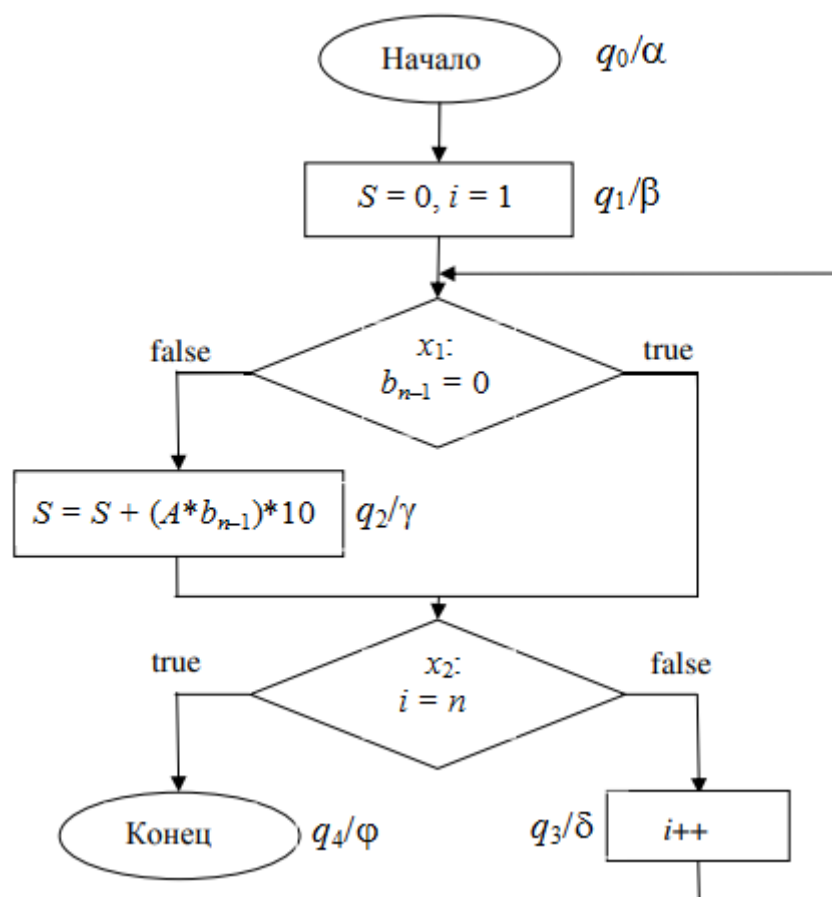 Начало q₀/α
S = 0, i = 1 q₁/β
false
x₁:
true
bₙ₋₁ = 0
S = S + (A*bₙ₋₁)*10 q₂/γ
true
x₂:
false
i = n
Конец q₄/φ q₃/δ i++